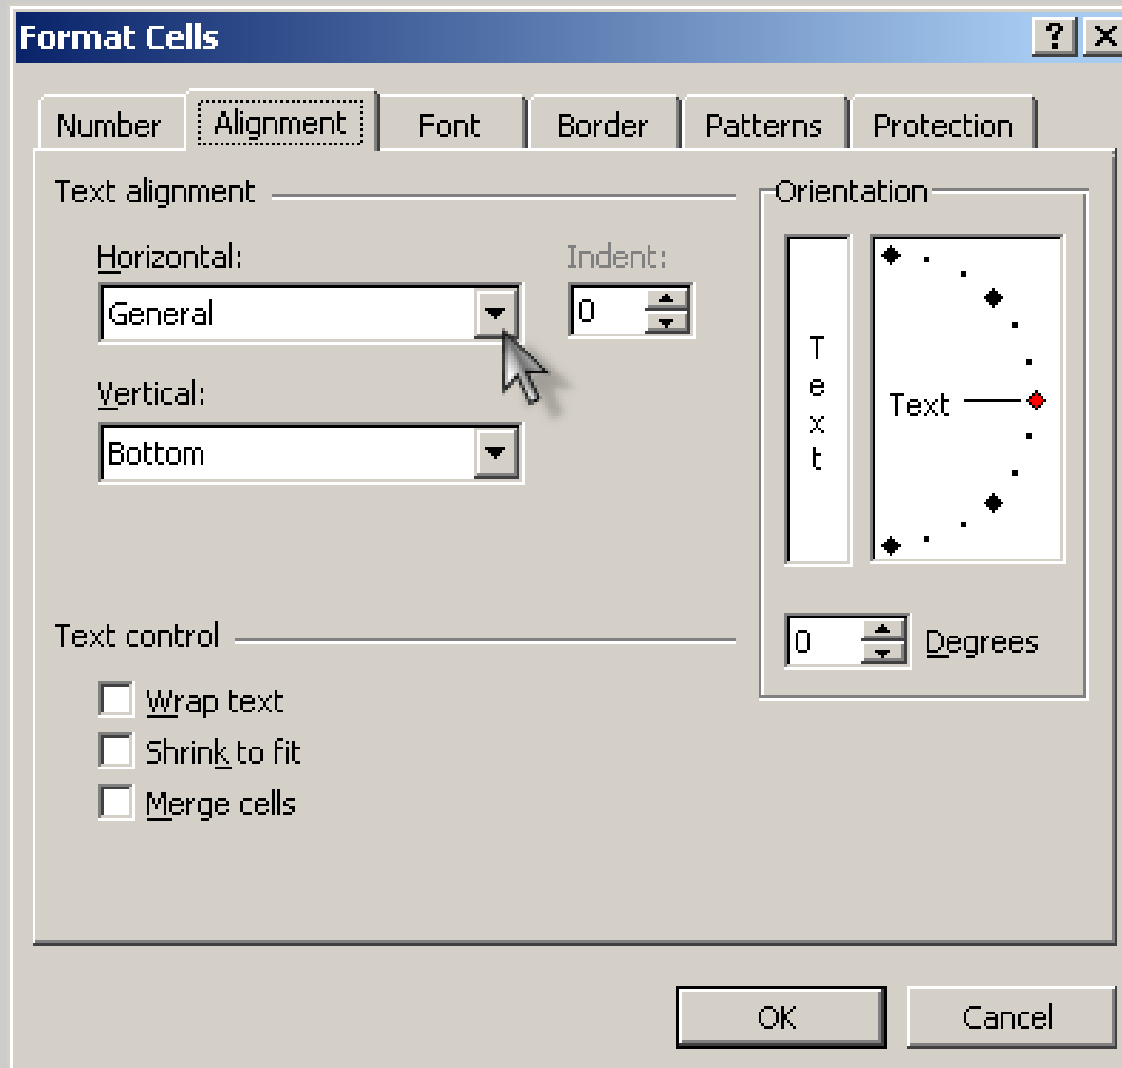 Format Cells
Number Alignment Font Border Patterns Protection
Text alignment
Horizontal:
General
Indent:
0
Vertical:
Bottom
Orientation
T
e
x
t
Text
0 Degrees
Text control
Wrap text
Shrink to fit
Merge cells
OK Cancel